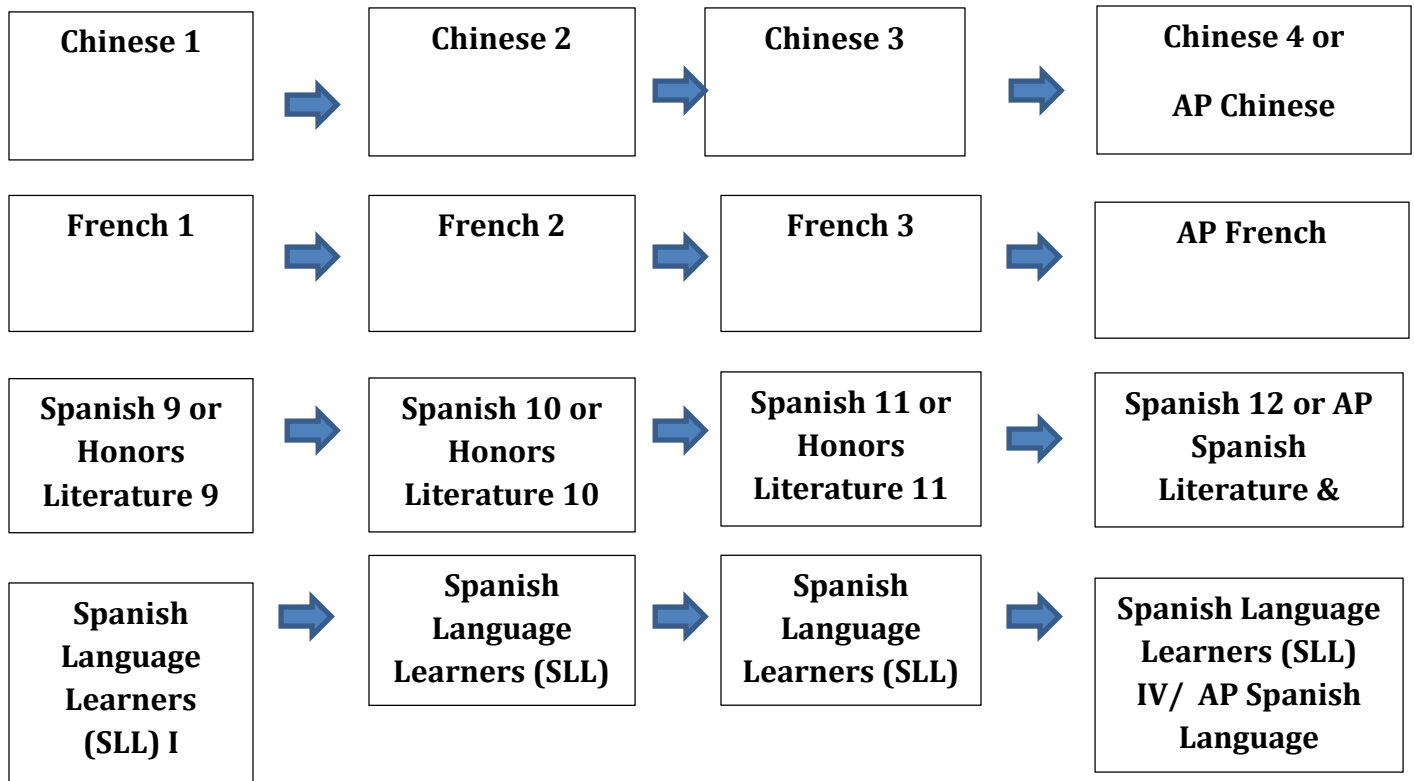 Chinese 1
Chinese 2
Chinese 3
Chinese 4 or
AP Chinese
French 1
French 2
French 3
AP French
Spanish 9 or
Honors
Literature 9
Spanish 10 or
Honors
Literature 10
Spanish 11 or
Honors
Literature 11
Spanish 12 or AP
Spanish
Literature &
Spanish
Language
Learners
(SLL) I
Spanish
Language
Learners (SLL)
Spanish
Language
Learners (SLL)
Spanish Language
Learners (SLL)
IV/ AP Spanish
Language